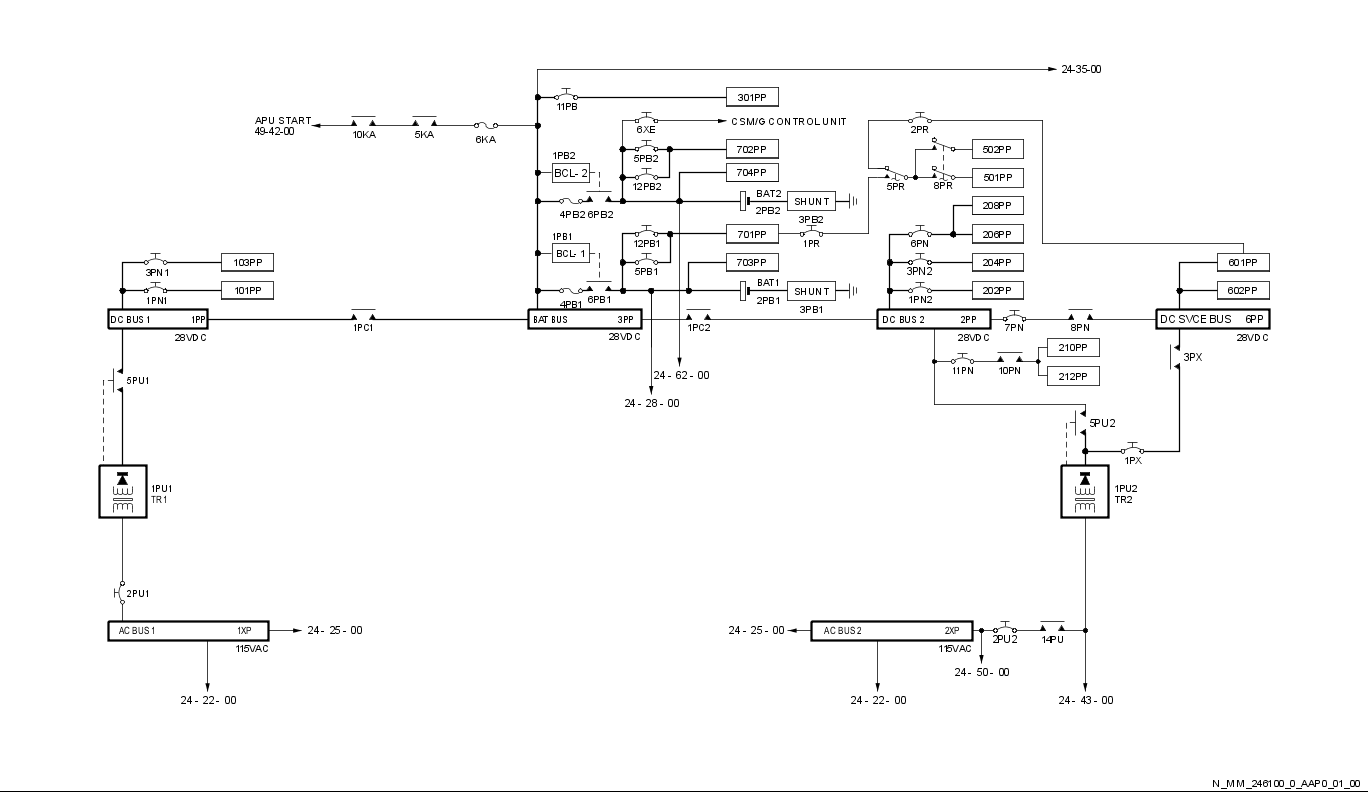 24-35-00
11PB
301PP
APU START
49-42-00
10KA
5KA
6KA
6XE
CSM/G CONTROL UNIT
2PR
1PB2
BCL- 2
5PB2
702PP
12PB2
704PP
502PP
5PR
8PR
501PP
4PB2
6PB2
BAT2
2PB2
SHUNT
3PB2
208PP
1PB1
BCL- 1
12PB1
701PP
1PR
6PN
206PP
5PB1
703PP
3PN2
204PP
3PN1
103PP
601PP
1PN1
101PP
4PB1
6PB1
BAT1
2PB1
SHUNT
3PB1
1PN2
202PP
602PP
DC BUS 1 1PP
28VDC
1PC1
BAT BUS 3PP
28VDC
1PC2
DC BUS 2 2PP
28VDC
7PN
8PN
DC SVCE BUS 6PP
28VDC
210PP
11PN
10PN
212PP
3PX
24 - 62 - 00
24 - 28 - 00
5PU1
5PU2
1PX
1PU1
TR1
1PU2
TR2
2PU1
AC BUS 1 1XP
115VAC
24 - 25 - 00
24 - 25 - 00
AC BUS 2 2XP
115VAC
2PU2
14PU
24 - 50 - 00
24 - 22 - 00
24 - 22 - 00
24 - 43 - 00
N_MM_246100_0_AAP0_01_00